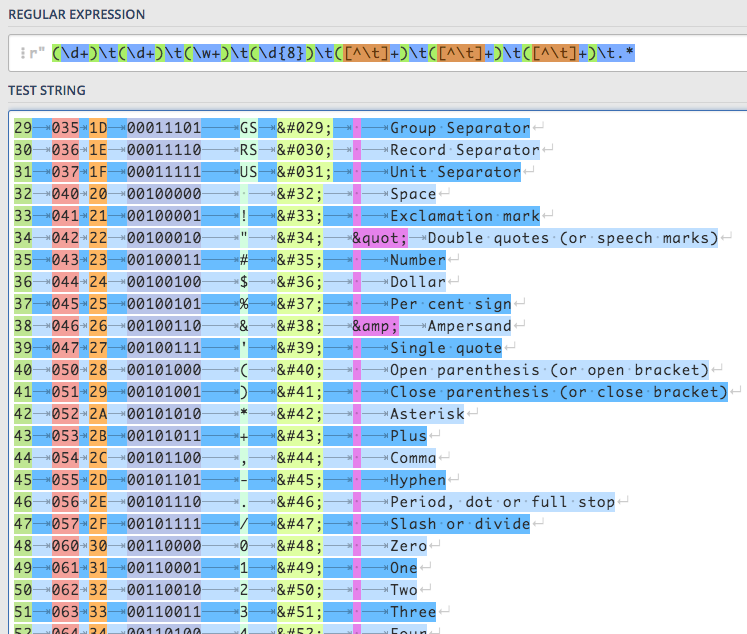 REGULAR EXPRESSION
r" (\d+)\t(\d+)\t(\w+)\t(\d{8})\t([^\t]+)\t([^\t]+)\t([^\t]+)\t.*
TEST STRING
29 035 1D 00011101 GS &#029; Group Separator
30 036 1E 00011110 RS &#030; Record Separator
31 037 1F 00011111 US &#031; Unit Separator
32 040 20 00100000 &#32; Space
33 041 21 00100001 ! &#33; Exclamation mark
34 042 22 00100010 " &#34; &quot; Double quotes (or speech marks)
35 043 23 00100011 # &#35; Number
36 044 24 00100100 $ &#36; Dollar
37 045 25 00100101 % &#37; Per cent sign
38 046 26 00100110 & &#38; &amp; Ampersand
39 047 27 00100111 ' &#39; Single quote
40 050 28 00101000 ( &#40; Open parenthesis (or open bracket)
41 051 29 00101001 ) &#41; Close parenthesis (or close bracket)
42 052 2A 00101010 * &#42; Asterisk
43 053 2B 00101011 + &#43; Plus
44 054 2C 00101100 , &#44; Comma
45 055 2D 00101101 - &#45; Hyphen
46 056 2E 00101110 . &#46; Period, dot or full stop
47 057 2F 00101111 / &#47; Slash or divide
48 060 30 00110000 0 &#48; Zero
49 061 31 00110001 1 &#49; One
50 062 32 00110010 2 &#50; Two
51 063 33 00110011 3 &#51; Three
52 064 34 00110100 4 &#52; Four